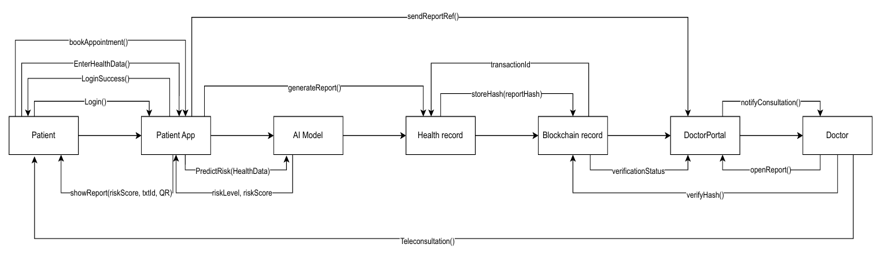 sendReportRef()
bookAppointment()
EnterHealthData()
transactionId
LoginSuccess()
generateReport()
storeHash(reportHash)
Login()
notifyConsultation()
Patient
Patient App
AI Model
Health record
Blockchain record
DoctorPortal
Doctor
PredictRisk(HealthData)
verificationStatus
openReport()
showReport(riskScore, txtId, QR)
riskLevel, riskScore
verifyHash()
Teleconsultation()